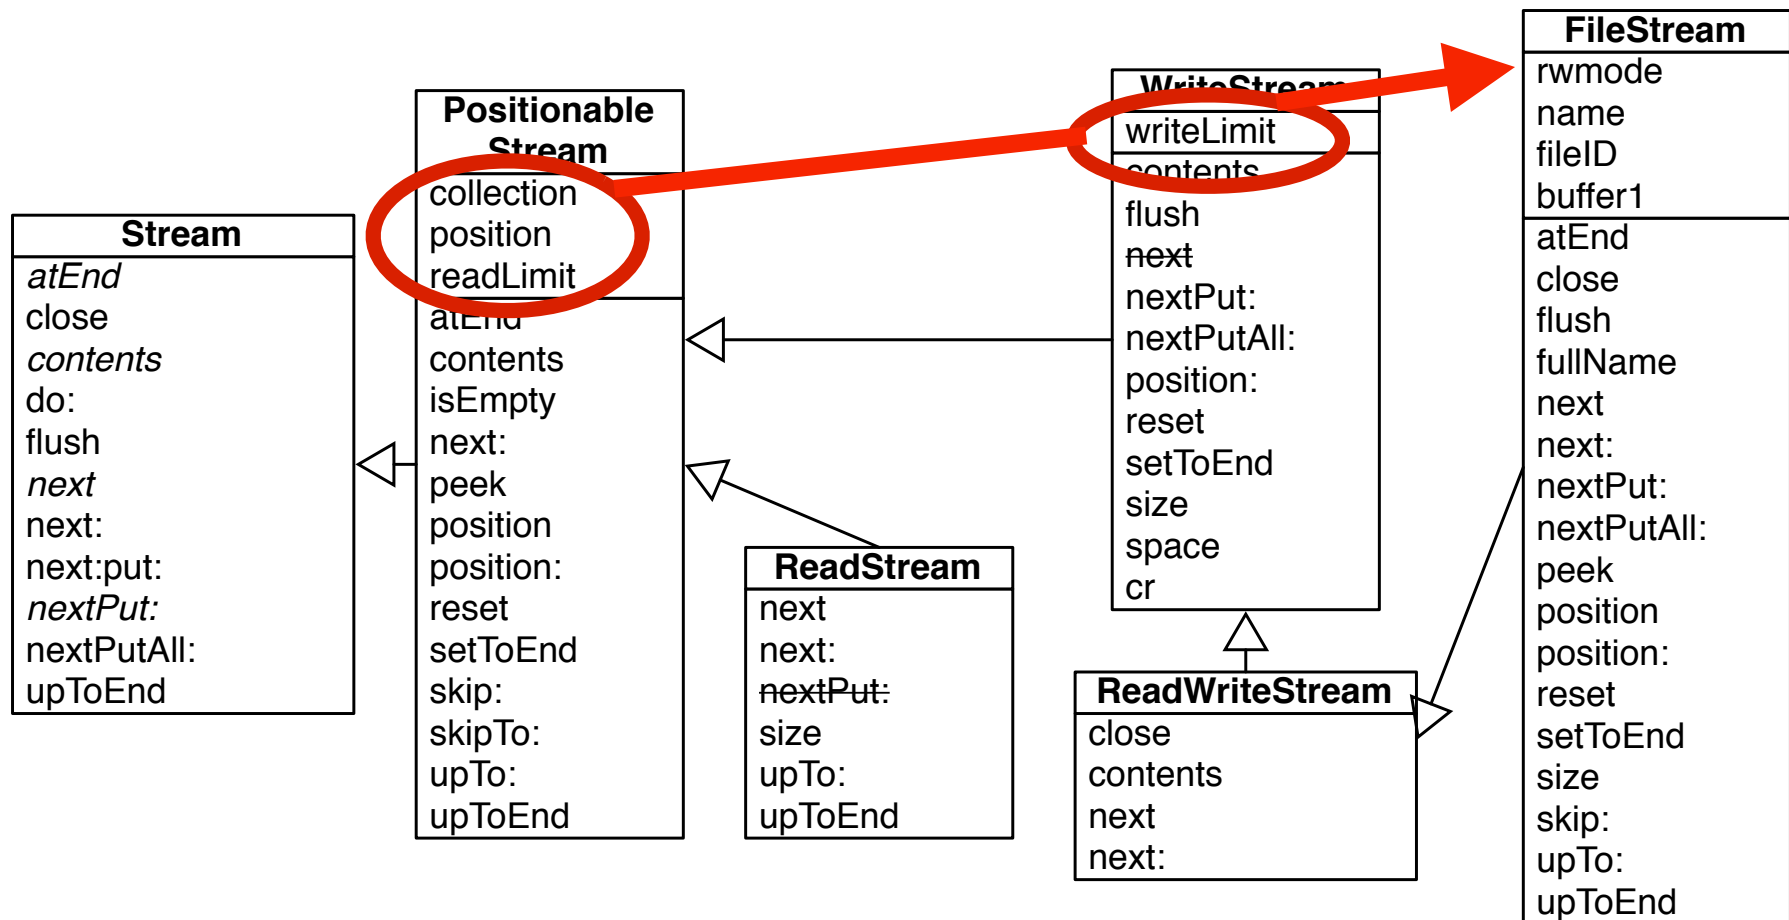 Stream
atEnd
close
contents
do:
flush
next
next:
next:put:
nextPut:
nextPutAll:
upToEnd
Positionable
Stream
collection
position
readLimit
atEnd
contents
isEmpty
next:
peek
position
position:
reset
setToEnd
skip:
skipTo:
upTo:
upToEnd
ReadStream
next
next:
nextPut:
size
upTo:
upToEnd
WriteStream
writeLimit
contents
flush
next
nextPut:
nextPutAll:
position:
reset
setToEnd
size
space
cr
ReadWriteStream
close
contents
next
next:
FileStream
rwmode
name
fileID
buffer1
atEnd
close
flush
fullName
next
next:
nextPut:
nextPutAll:
peek
position
position:
reset
setToEnd
size
skip:
upTo:
upToEnd